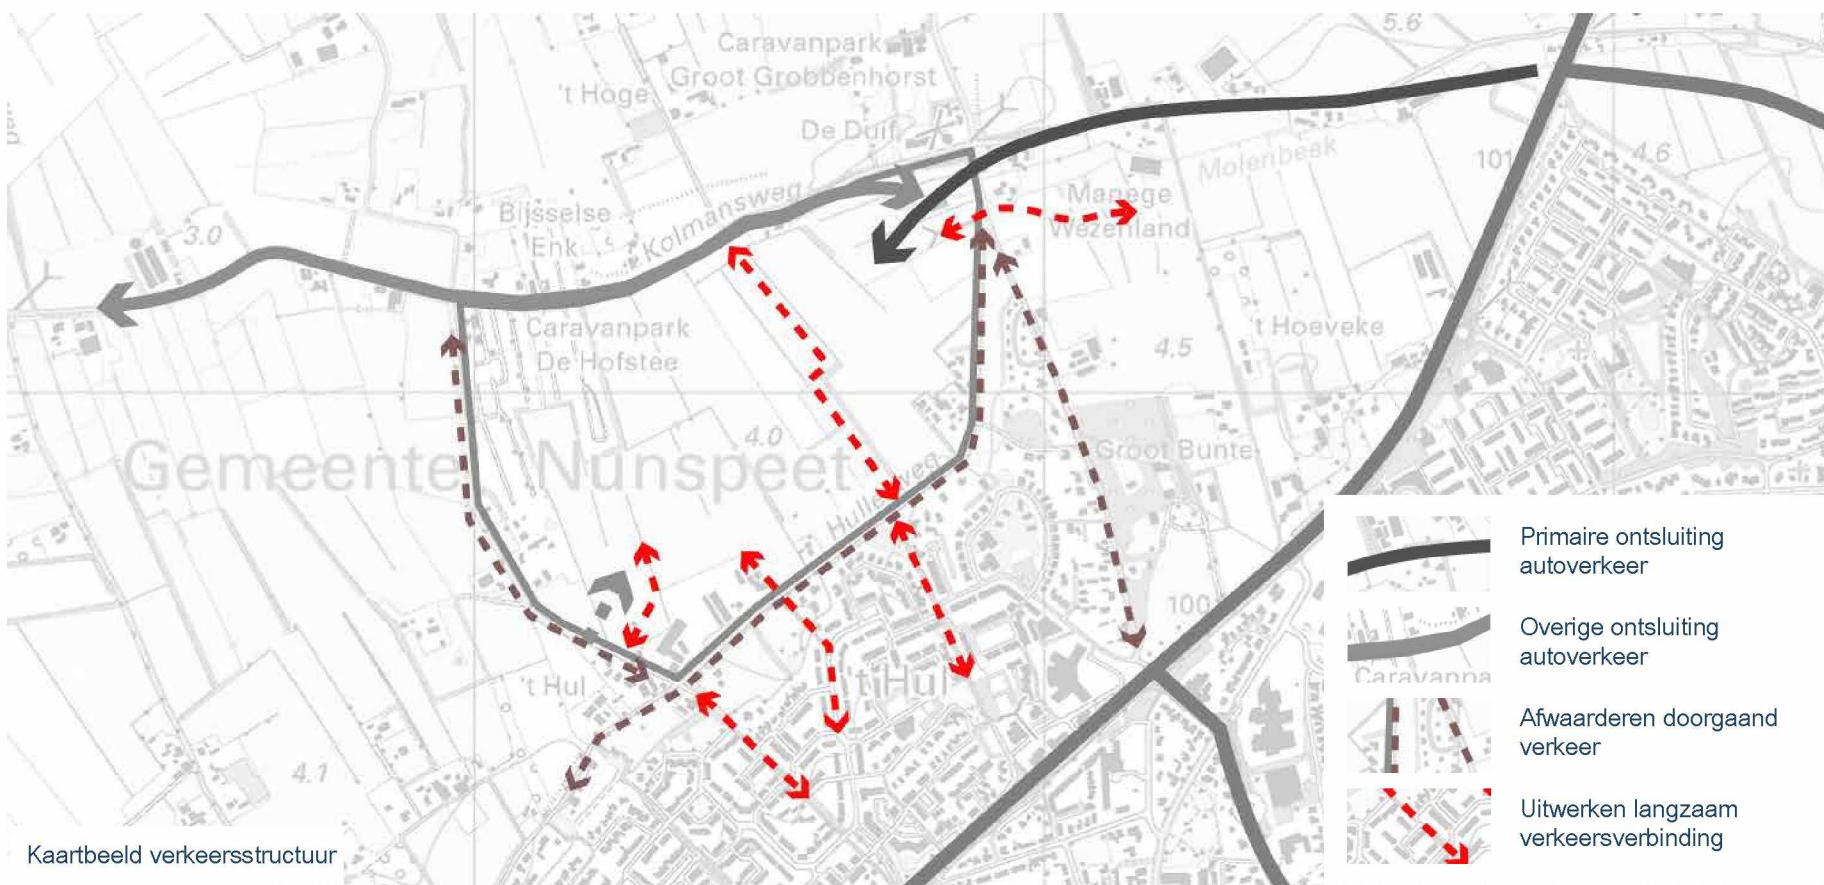 5.6
Caravanpark
Groot Grobbenhorst
't Hoge
De Duif
Molenbeek
101
4.6
Manege
Wezenland
Kolmansweg
Bijsselse
Enk
3.0
Caravanpark
De Hofstee
't Hoeveke
4.5
4.0
Gemeente Nunspeet
Groot Bunte
100
't Hul
't Hul
4.1
Primaire ontsluiting
autoverkeer
Overige ontsluiting
autoverkeer
Caravanpa
Afwaarderen doorgaand
verkeer
Uitwerken langzaam
verkeersverbinding
Kaartbeeld verkeersstructuur